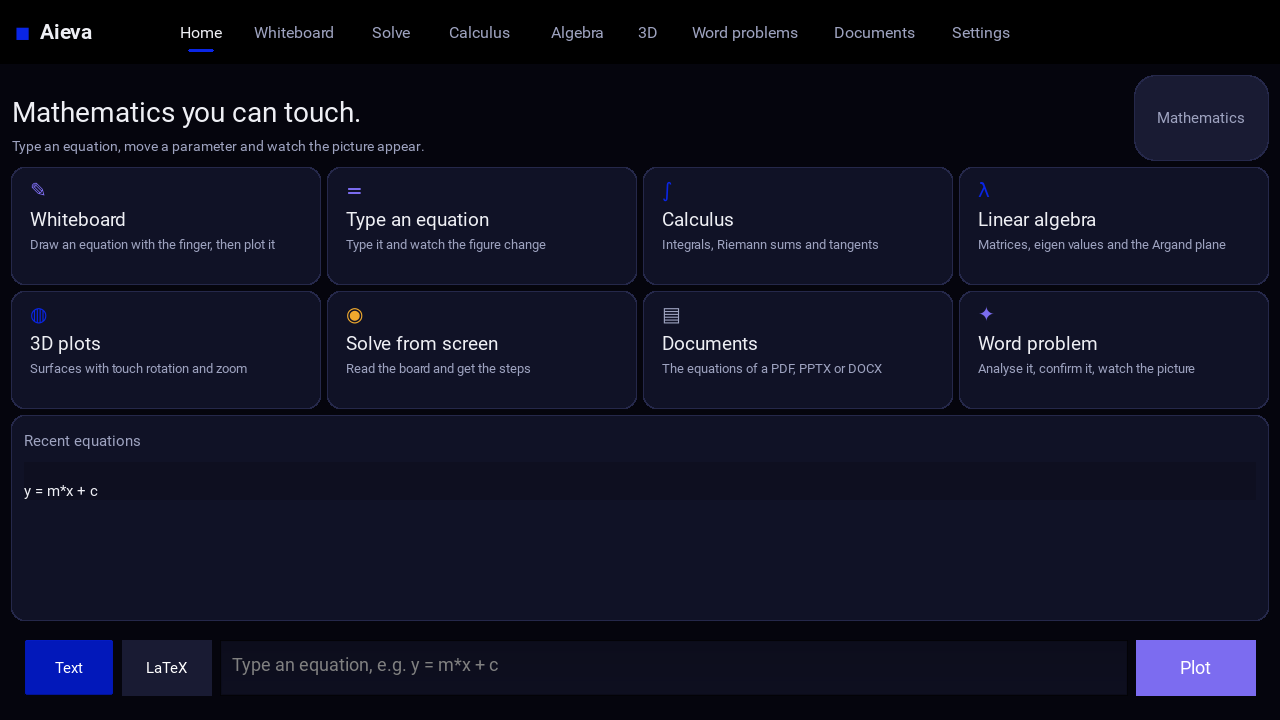 Aieva
Home Whiteboard Solve Calculus Algebra 3D Word problems Documents Settings
Mathematics you can touch.
Type an equation, move a parameter and watch the picture appear.
Mathematics
✎
Whiteboard
Draw an equation with the finger, then plot it
=
Type an equation
Type it and watch the figure change
∫
Calculus
Integrals, Riemann sums and tangents
λ
Linear algebra
Matrices, eigen values and the Argand plane
◍
3D plots
Surfaces with touch rotation and zoom
◉
Solve from screen
Read the board and get the steps
▤
Documents
The equations of a PDF, PPTX or DOCX
✦
Word problem
Analyse it, confirm it, watch the picture
Recent equations
y = m*x + c
Text LaTeX Type an equation, e.g. y = m*x + c Plot